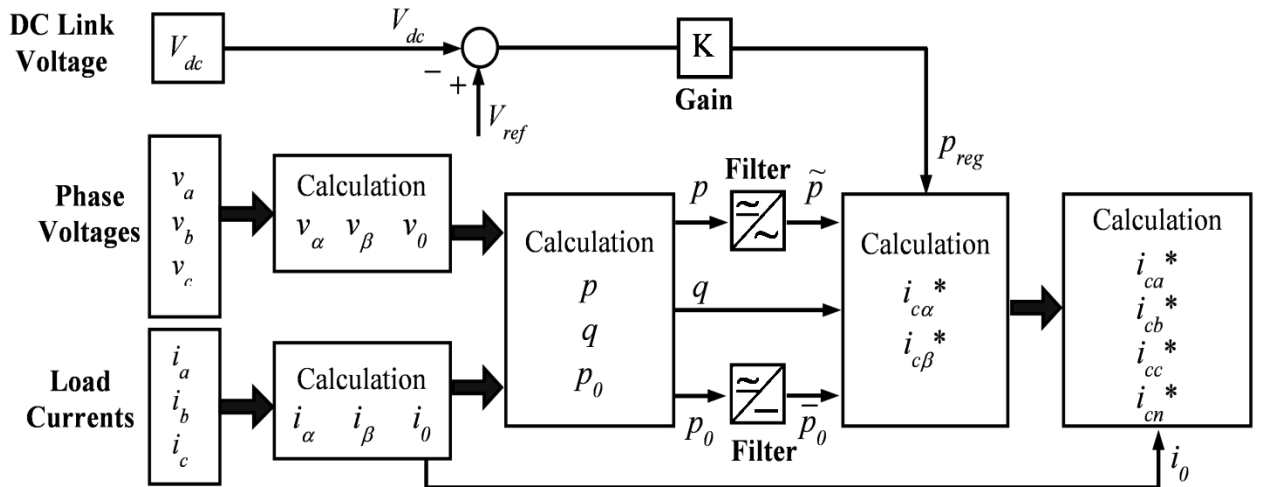 DC Link
Voltage
V_dc
V_dc
−
+
V_ref
K
Gain
p_reg
Phase
Voltages
v_a
v_b
v_c
Calculation
v_α v_β v_0
Load
Currents
i_a
i_b
i_c
Calculation
i_α i_β i_0
Calculation
p
q
p_0
p
Filter
p̃
q
p_0
Filter
p̄_0
Calculation
i_cα*
i_cβ*
Calculation
i_ca*
i_cb*
i_cc*
i_cn*
i_0